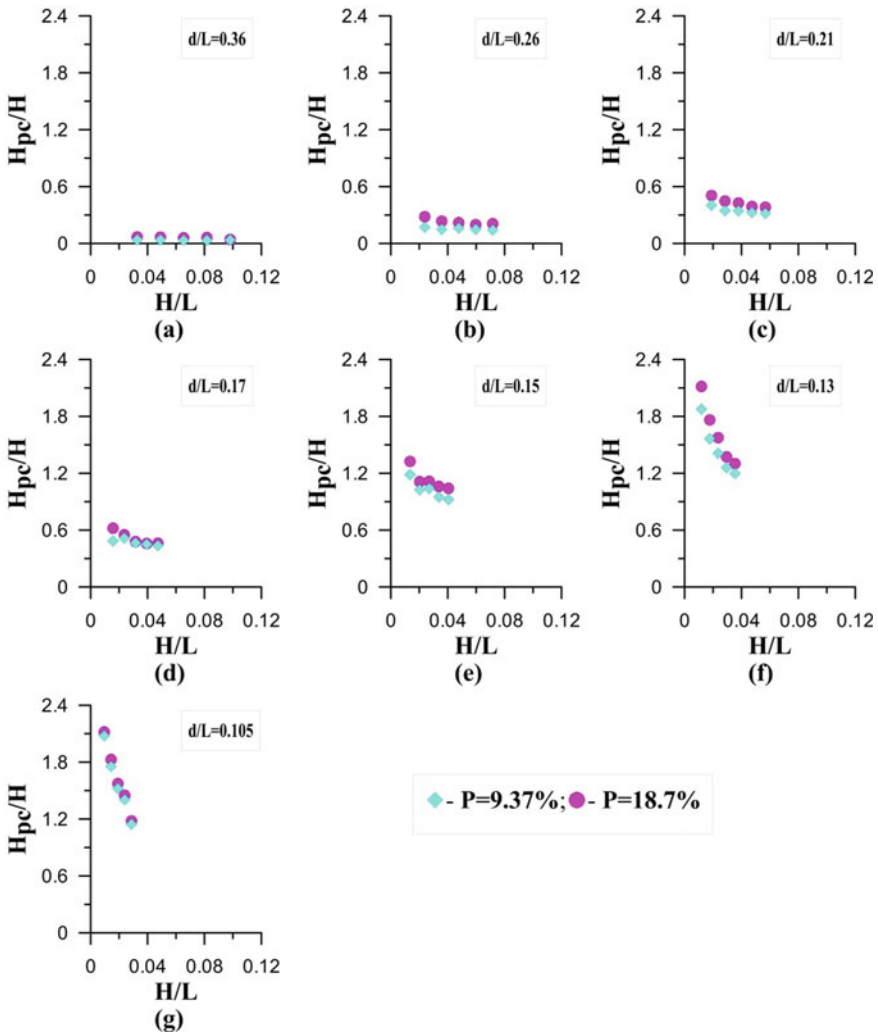 2.4 2.4 2.4
d/L=0.36 d/L=0.26 d/L=0.21
1.8 1.8 1.8
Hpc/H Hpc/H Hpc/H
1.2 1.2 1.2
0.6 0.6 0.6
0 0 0
0 0.04 0.08 0.12 0 0.04 0.08 0.12 0 0.04 0.08 0.12
H/L H/L H/L
(a) (b) (c)
2.4 2.4 2.4
d/L=0.17 d/L=0.15 d/L=0.13
1.8 1.8 1.8
Hpc/H Hpc/H Hpc/H
1.2 1.2 1.2
0.6 0.6 0.6
0 0 0
0 0.04 0.08 0.12 0 0.04 0.08 0.12 0 0.04 0.08 0.12
H/L H/L H/L
(d) (e) (f)
2.4
d/L=0.105
1.8
Hpc/H
1.2
0.6
0
0 0.04 0.08 0.12
H/L
(g)
- P=9.37%; - P=18.7%